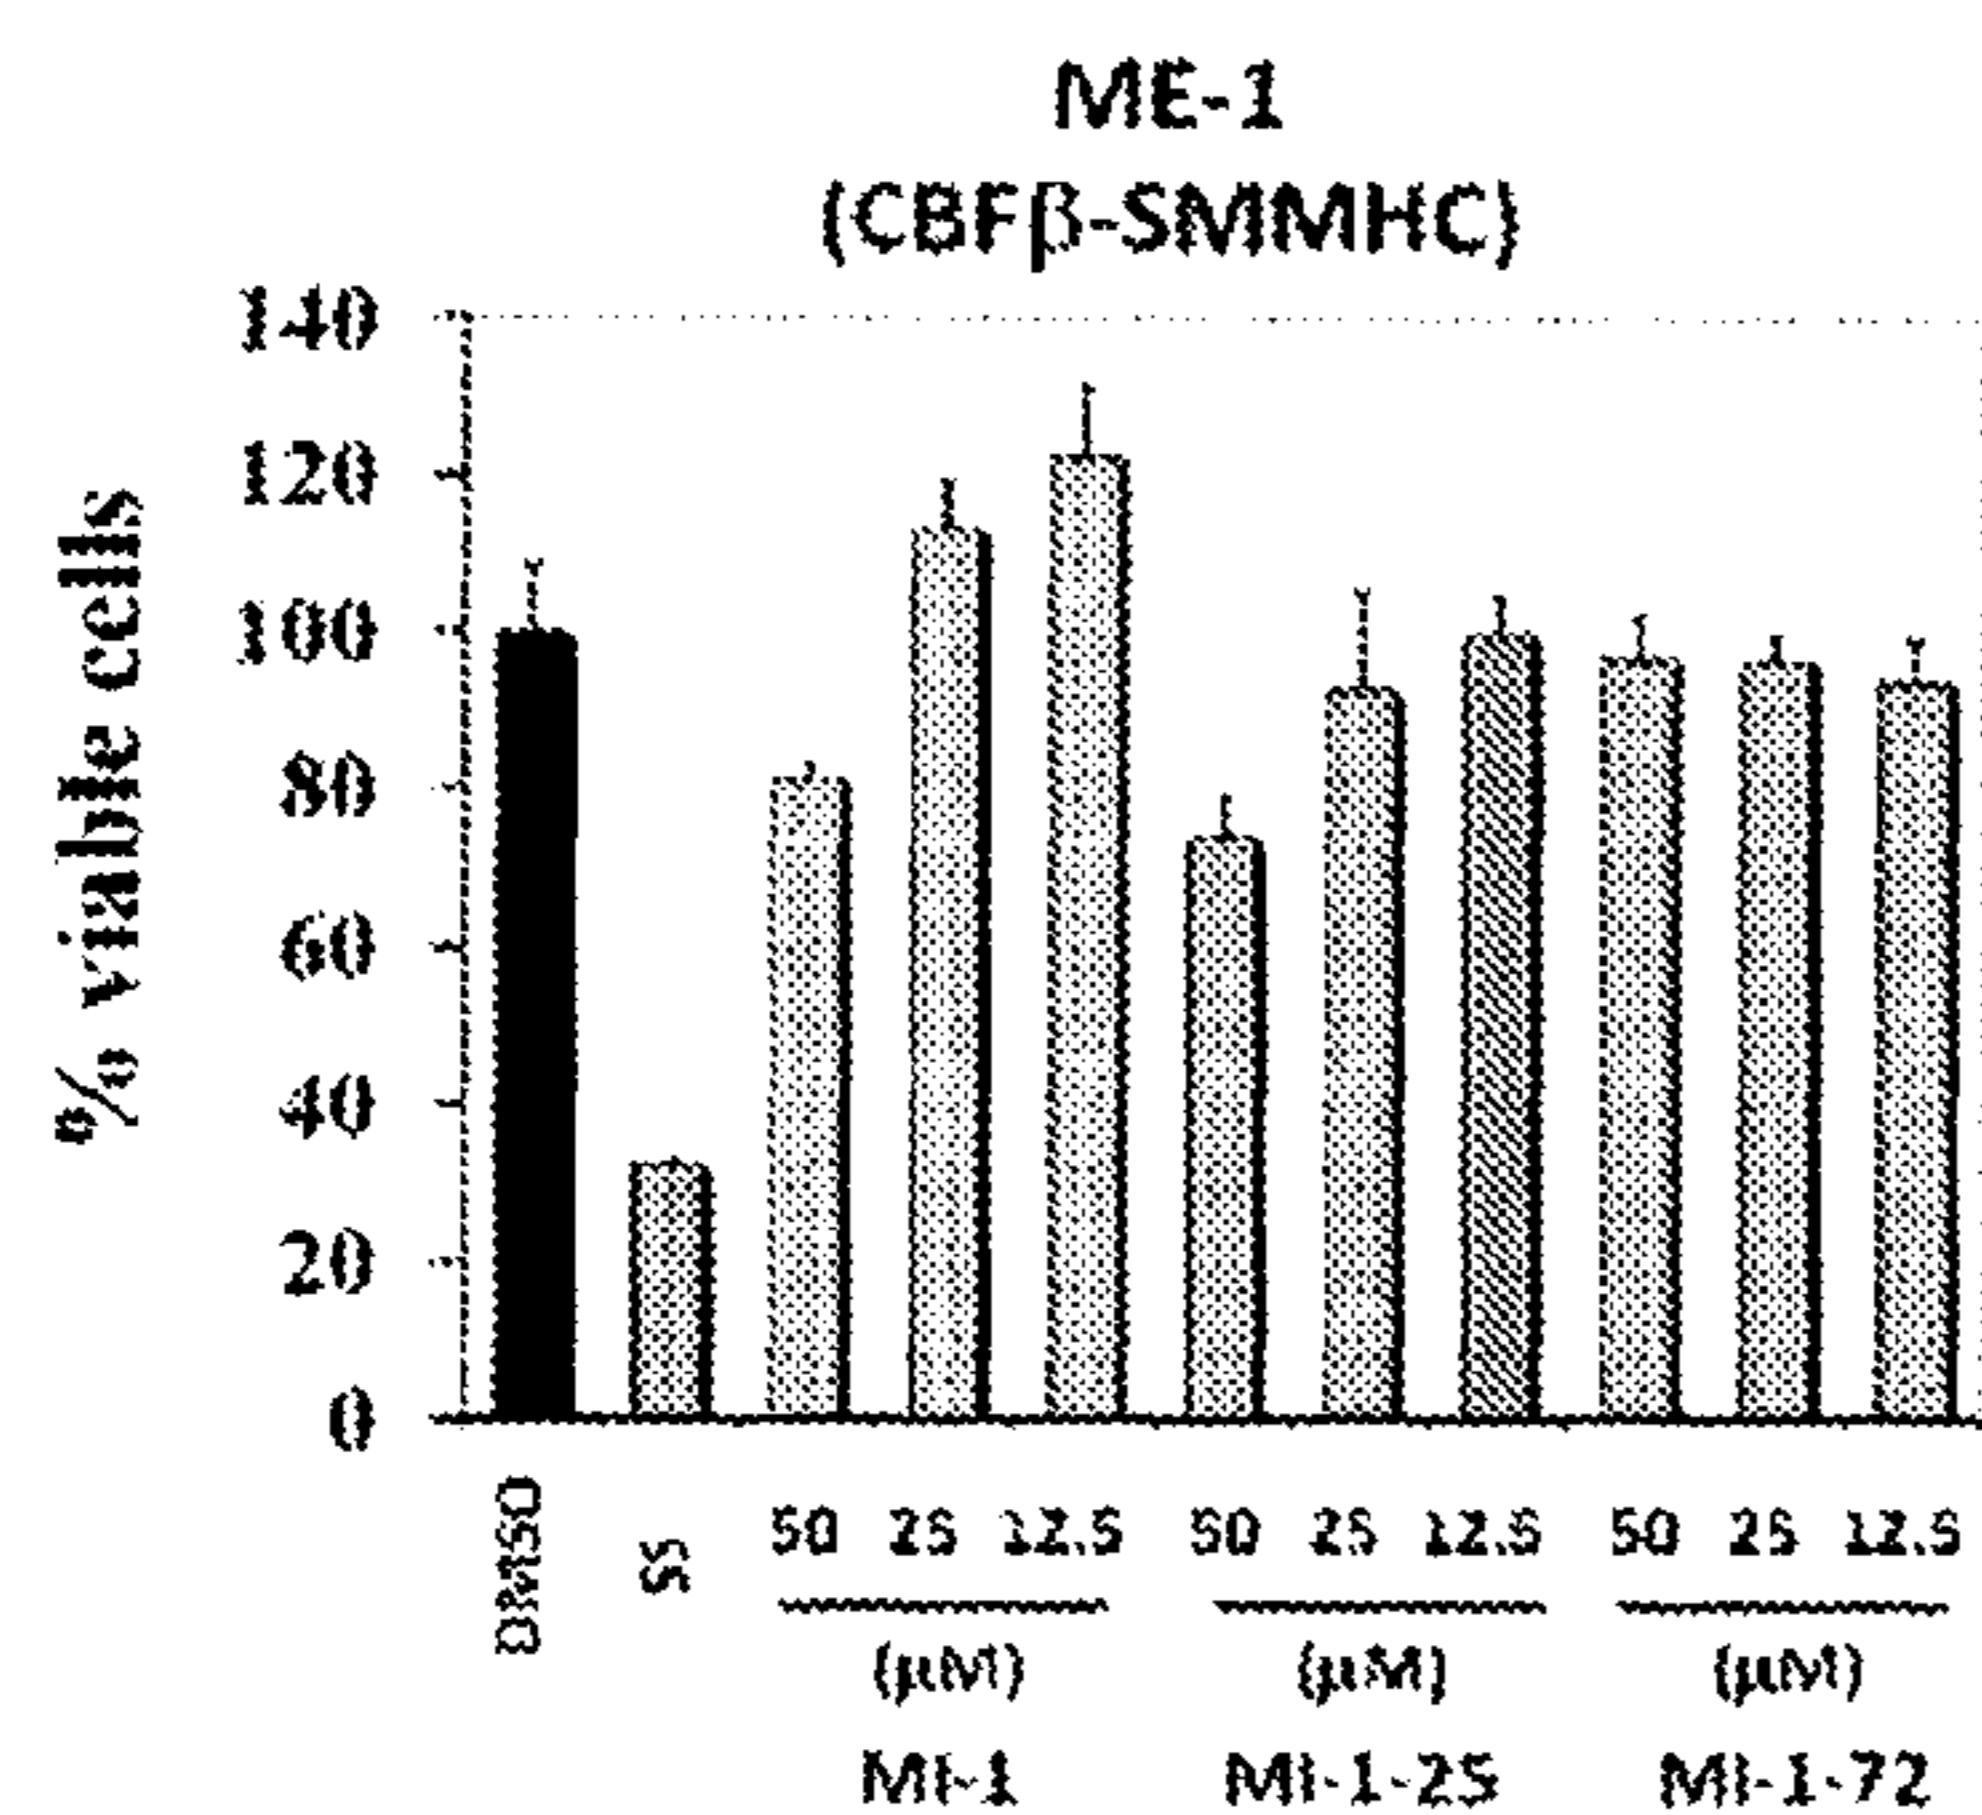 ME-1
(CBFβ-SMMHC)
% viable cells
140
120
100
80
60
40
20
0
DMSO
SS
50 25 12.5 50 25 12.5 50 25 12.5
(μM) (μM) (μM)
MI-1 MI-1-25 MI-1-72